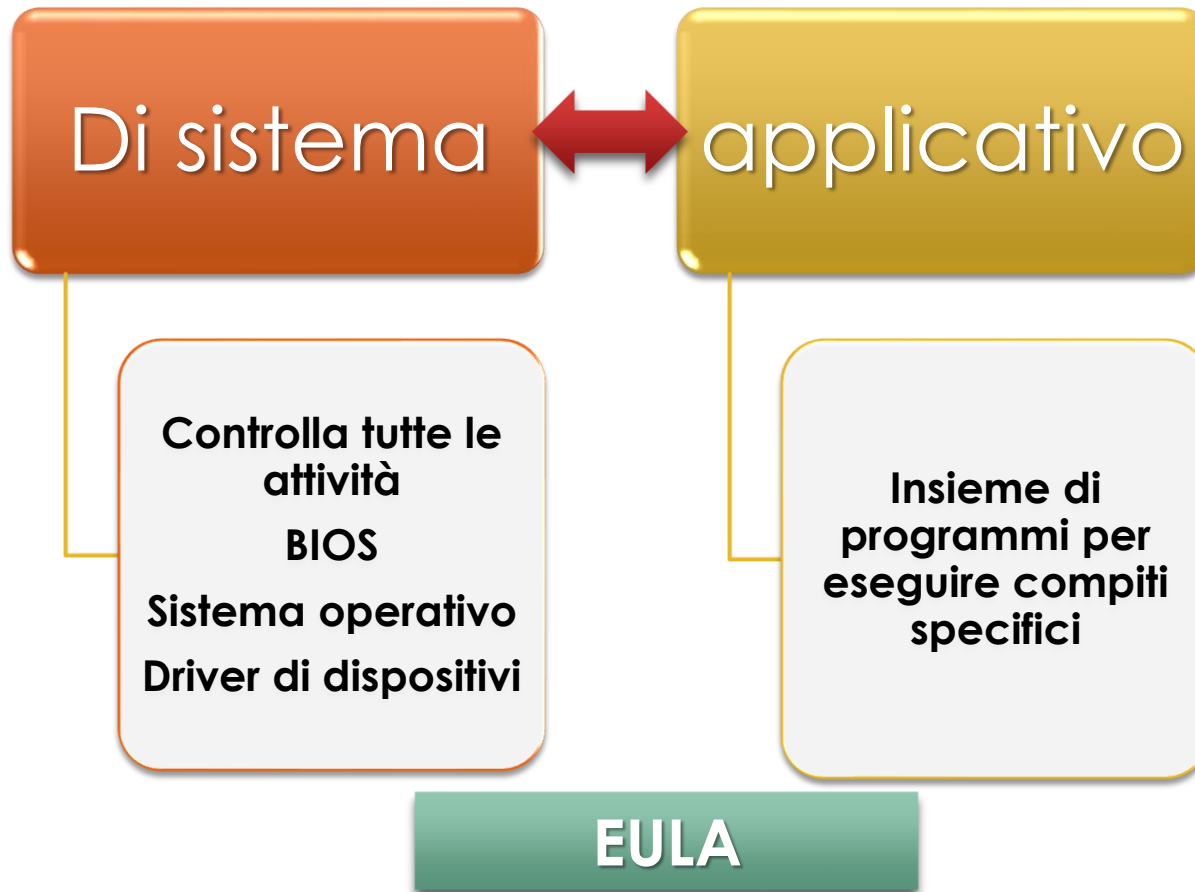 Di sistema
applicativo
Controlla tutte le
attività
BIOS
Sistema operativo
Driver di dispositivi
Insieme di
programmi per
eseguire compiti
specifici
EULA